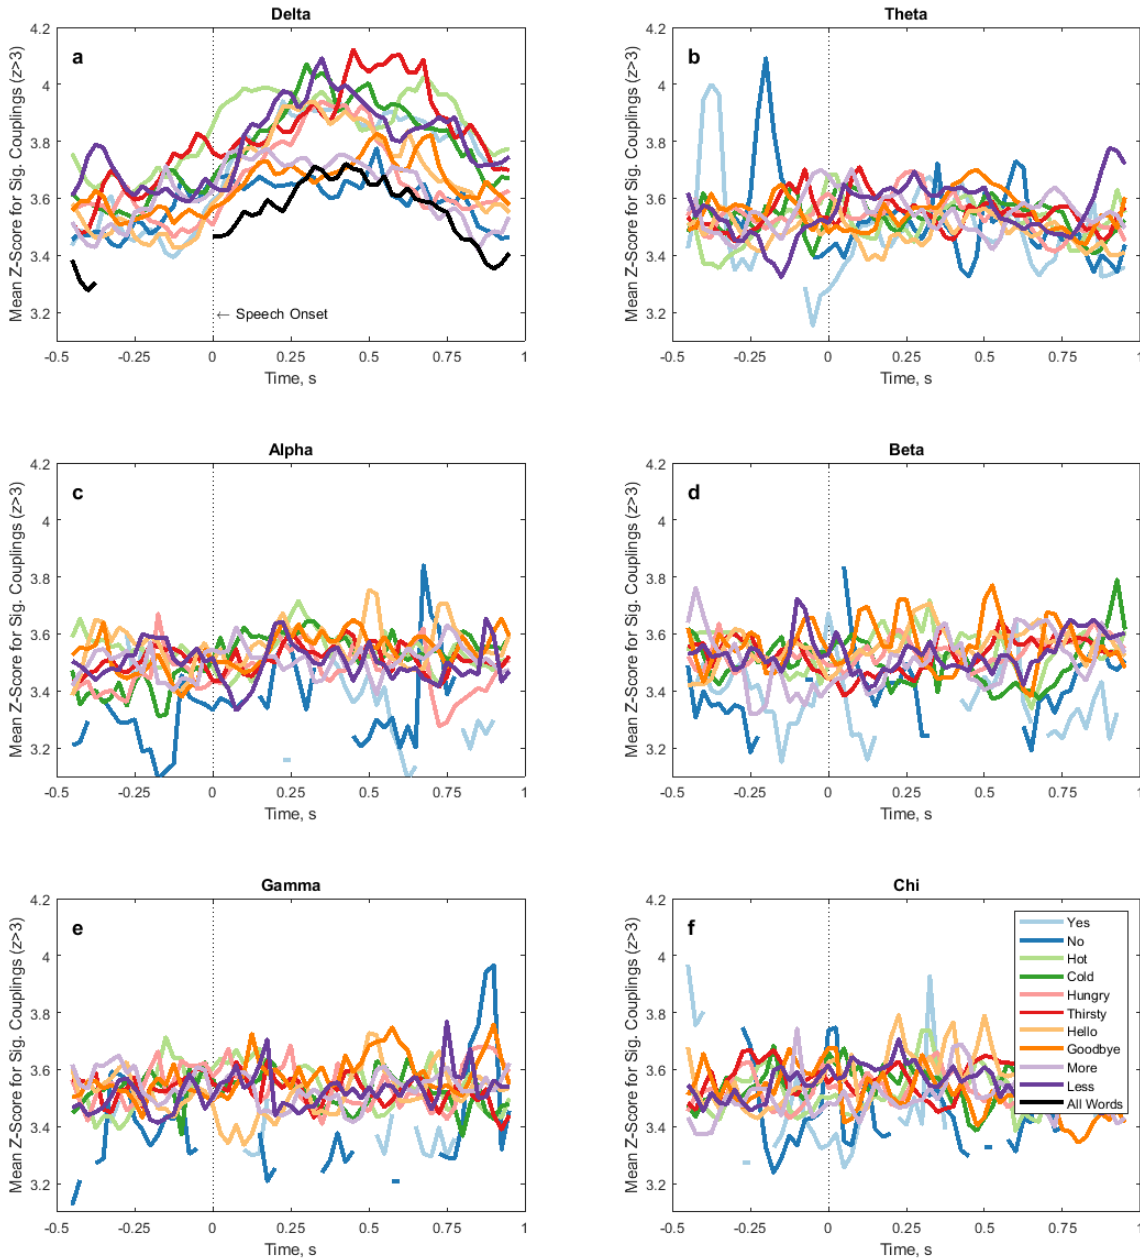 Delta
a
Mean Z-Score for Sig. Couplings (z>3)
4.2
4
3.8
3.6
3.4
3.2
← Speech Onset
-0.5
-0.25
0
0.25
0.5
0.75
1
Time, s
Theta
b
Mean Z-Score for Sig. Couplings (z>3)
4.2
4
3.8
3.6
3.4
3.2
-0.5
-0.25
0
0.25
0.5
0.75
1
Time, s
Alpha
c
Mean Z-Score for Sig. Couplings (z>3)
4.2
4
3.8
3.6
3.4
3.2
-0.5
-0.25
0
0.25
0.5
0.75
1
Time, s
Beta
d
Mean Z-Score for Sig. Couplings (z>3)
4.2
4
3.8
3.6
3.4
3.2
-0.5
-0.25
0
0.25
0.5
0.75
1
Time, s
Gamma
e
Mean Z-Score for Sig. Couplings (z>3)
4.2
4
3.8
3.6
3.4
3.2
-0.5
-0.25
0
0.25
0.5
0.75
1
Time, s
Chi
f
Mean Z-Score for Sig. Couplings (z>3)
4.2
4
3.8
3.6
3.4
3.2
Yes
No
Hot
Cold
Hungry
Thirsty
Hello
Goodbye
More
Less
All Words
-0.5
-0.25
0
0.25
0.5
0.75
1
Time, s